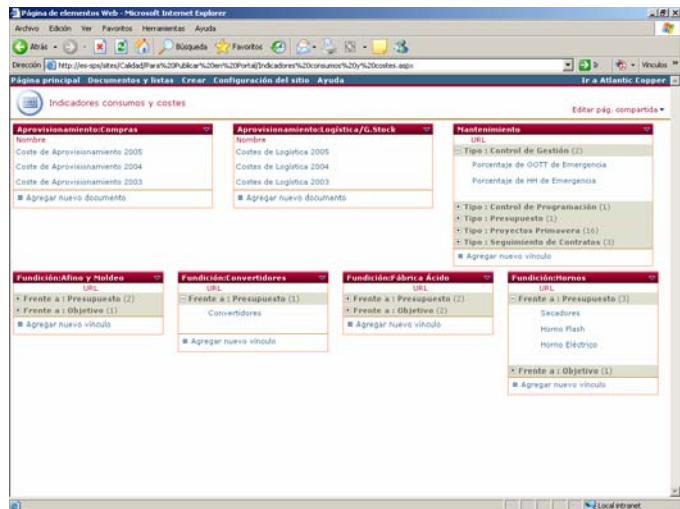 Página de elementos Web - Microsoft Internet Explorer
Archivo Edición Ver Favoritos Herramientas Ayuda
Atrás Búsqueda Favoritos
Dirección http://es-sps/sites/Calidad/Para%20Publicar%20en%20Portal/Indicadores%20consumos%20y%20costes.aspx Ir Vínculos
Página principal Documentos y listas Crear Configuración del sitio Ayuda Ir a Atlantic Copper
Indicadores consumos y costes
Editar pág. compartida
Aprovisionamiento:Compras
Nombre
Coste de Aprovisionamiento 2005
Coste de Aprovisionamiento 2004
Coste de Aprovisionamiento 2003
Agregar nuevo documento
Aprovisionamiento:Logística/G.Stock
Nombre
Costes de Logística 2005
Costes de Logística 2004
Costes de Logística 2003
Agregar nuevo documento
Mantenimiento
URL
Tipo : Control de Gestión (2)
Porcentaje de OOTT de Emergencia
Porcentaje de HH de Emergencia
Tipo : Control de Programación (1)
Tipo : Presupuesto (1)
Tipo : Proyectos Primavera (16)
Tipo : Seguimiento de Contratos (3)
Agregar nuevo vínculo
Fundición:Afino y Moldeo
URL
Frente a : Presupuesto (2)
Frente a : Objetivo (1)
Agregar nuevo vínculo
Fundición:Convertidores
URL
Frente a : Presupuesto (1)
Convertidores
Agregar nuevo vínculo
Fundición:Fábrica Ácido
URL
Frente a : Presupuesto (2)
Frente a : Objetivo (2)
Agregar nuevo vínculo
Fundición:Hornos
URL
Frente a : Presupuesto (3)
Secadores
Horno Flash
Horno Eléctrico
Frente a : Objetivo (1)
Agregar nuevo vínculo
Local intranet